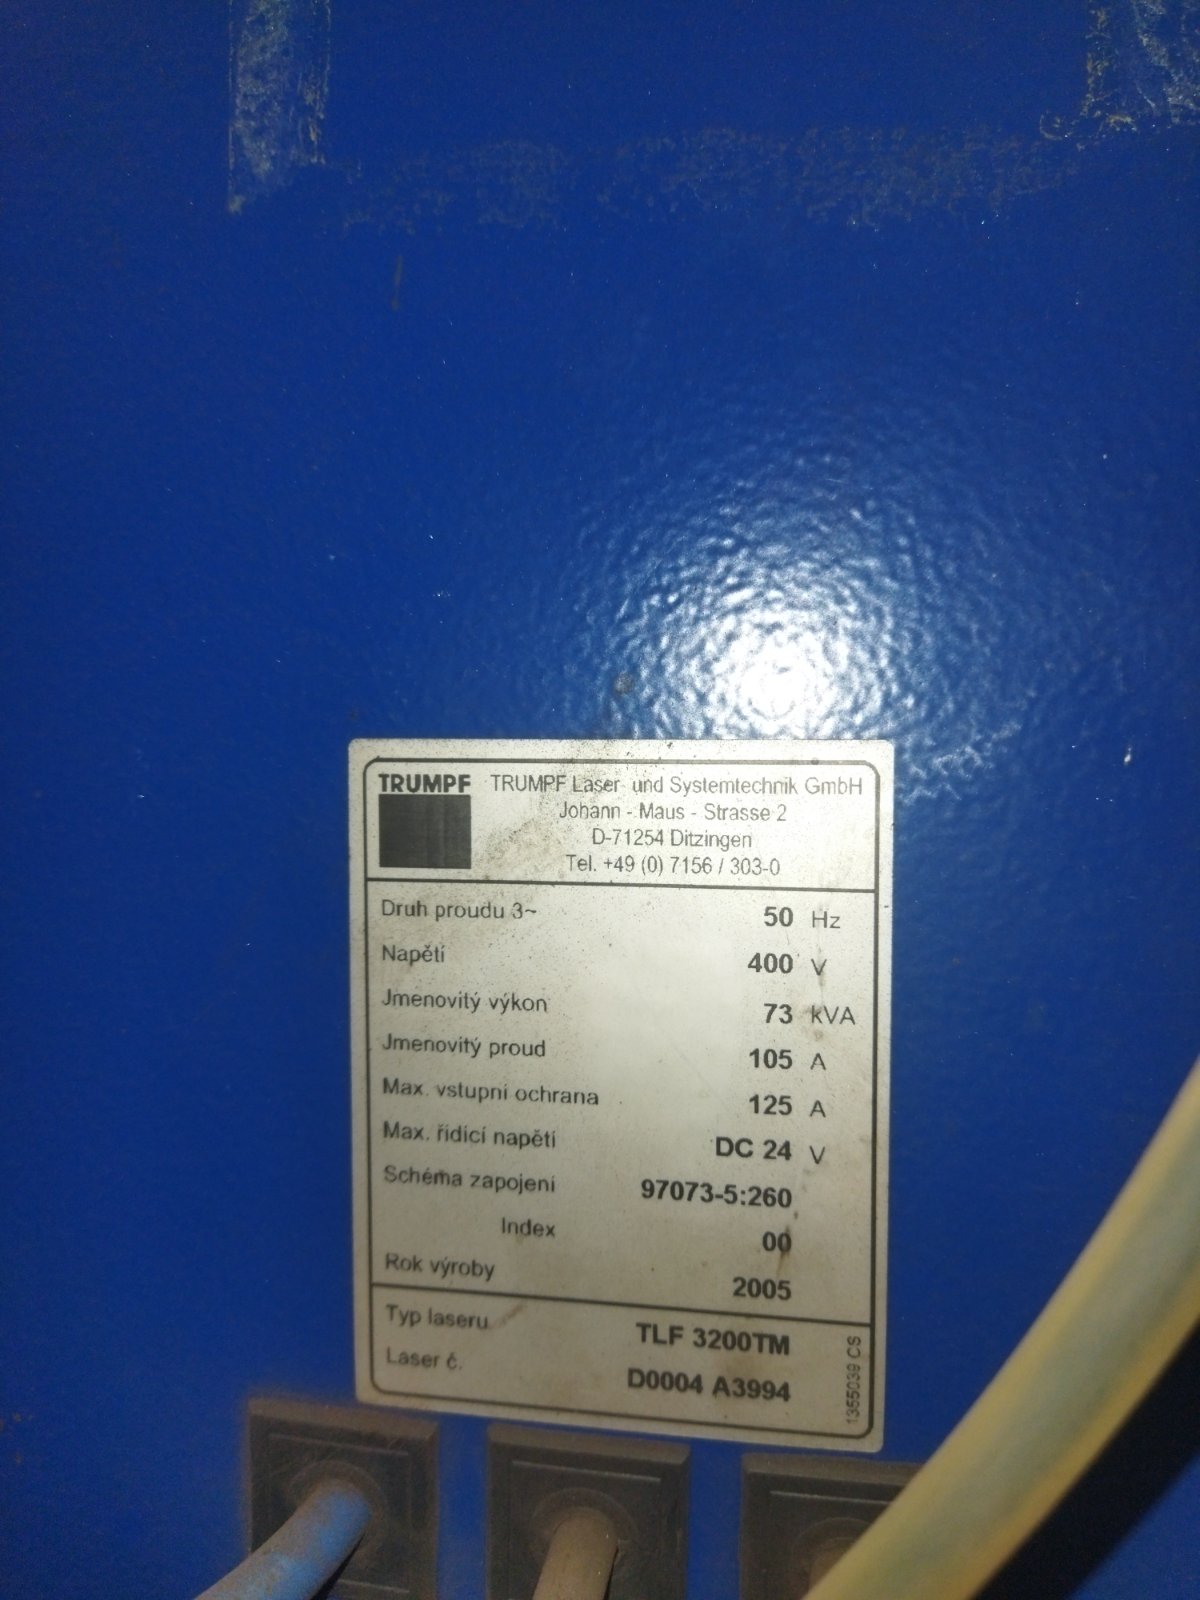 TRUMPF
TRUMPF Laser- und Systemtechnik GmbH
Johann - Maus - Strasse 2
D-71254 Ditzingen
Tel. +49 (0) 7156 / 303-0
Druh proudu 3~ 50 Hz
Napětí 400 V
Jmenovitý výkon 73 kVA
Jmenovitý proud 105 A
Max. vstupní ochrana 125 A
Max. řídící napětí DC 24 V
Schéma zapojení 97073-5:260
Index 00
Rok výroby 2005
Typ laseru TLF 3200TM
Laser č. D0004 A3994
1355039 CS